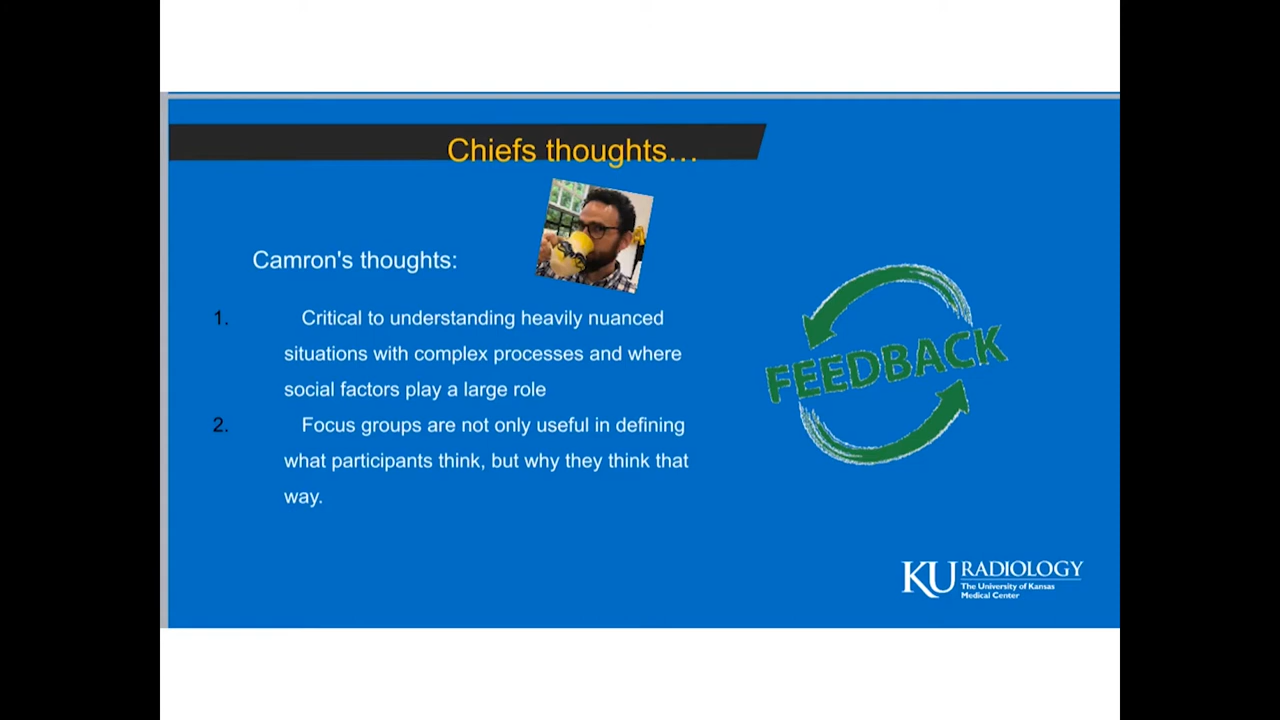 Chiefs thoughts…
Camron's thoughts:
1. Critical to understanding heavily nuanced
situations with complex processes and where
social factors play a large role
2. Focus groups are not only useful in defining
what participants think, but why they think that
way.
FEEDBACK
KU RADIOLOGY
The University of Kansas
Medical Center